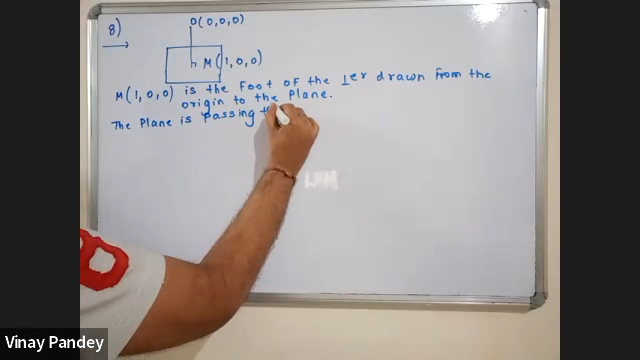 8)
O(0,0,0)
M(1,0,0)
M(1,0,0) is the Foot of the ⊥er drawn from the
origin to the Plane.
The Plane is Passing
Vinay Pandey